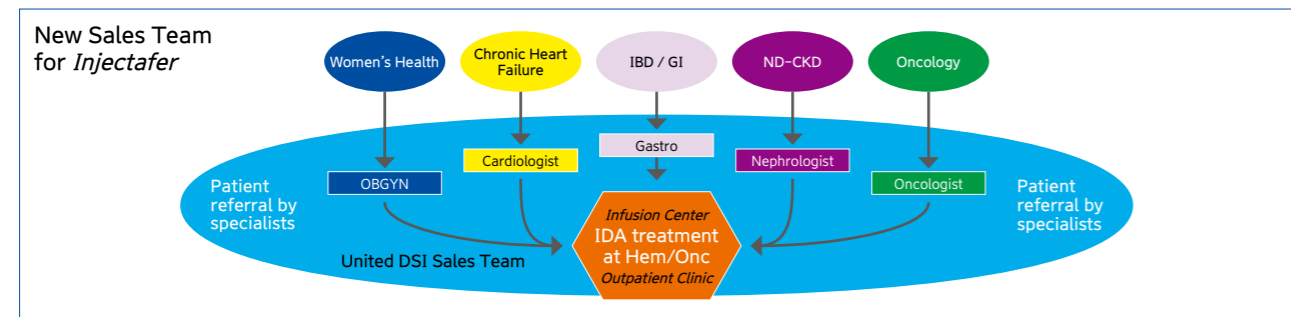 New Sales Team
for Injectafer
Women's Health
Chronic Heart
Failure
IBD / GI
ND-CKD
Oncology
OBGYN
Cardiologist
Gastro
Nephrologist
Oncologist
Patient
referral by
specialists
Infusion Center
IDA treatment
at Hem/Onc
Outpatient Clinic
Patient
referral by
specialists
United DSI Sales Team